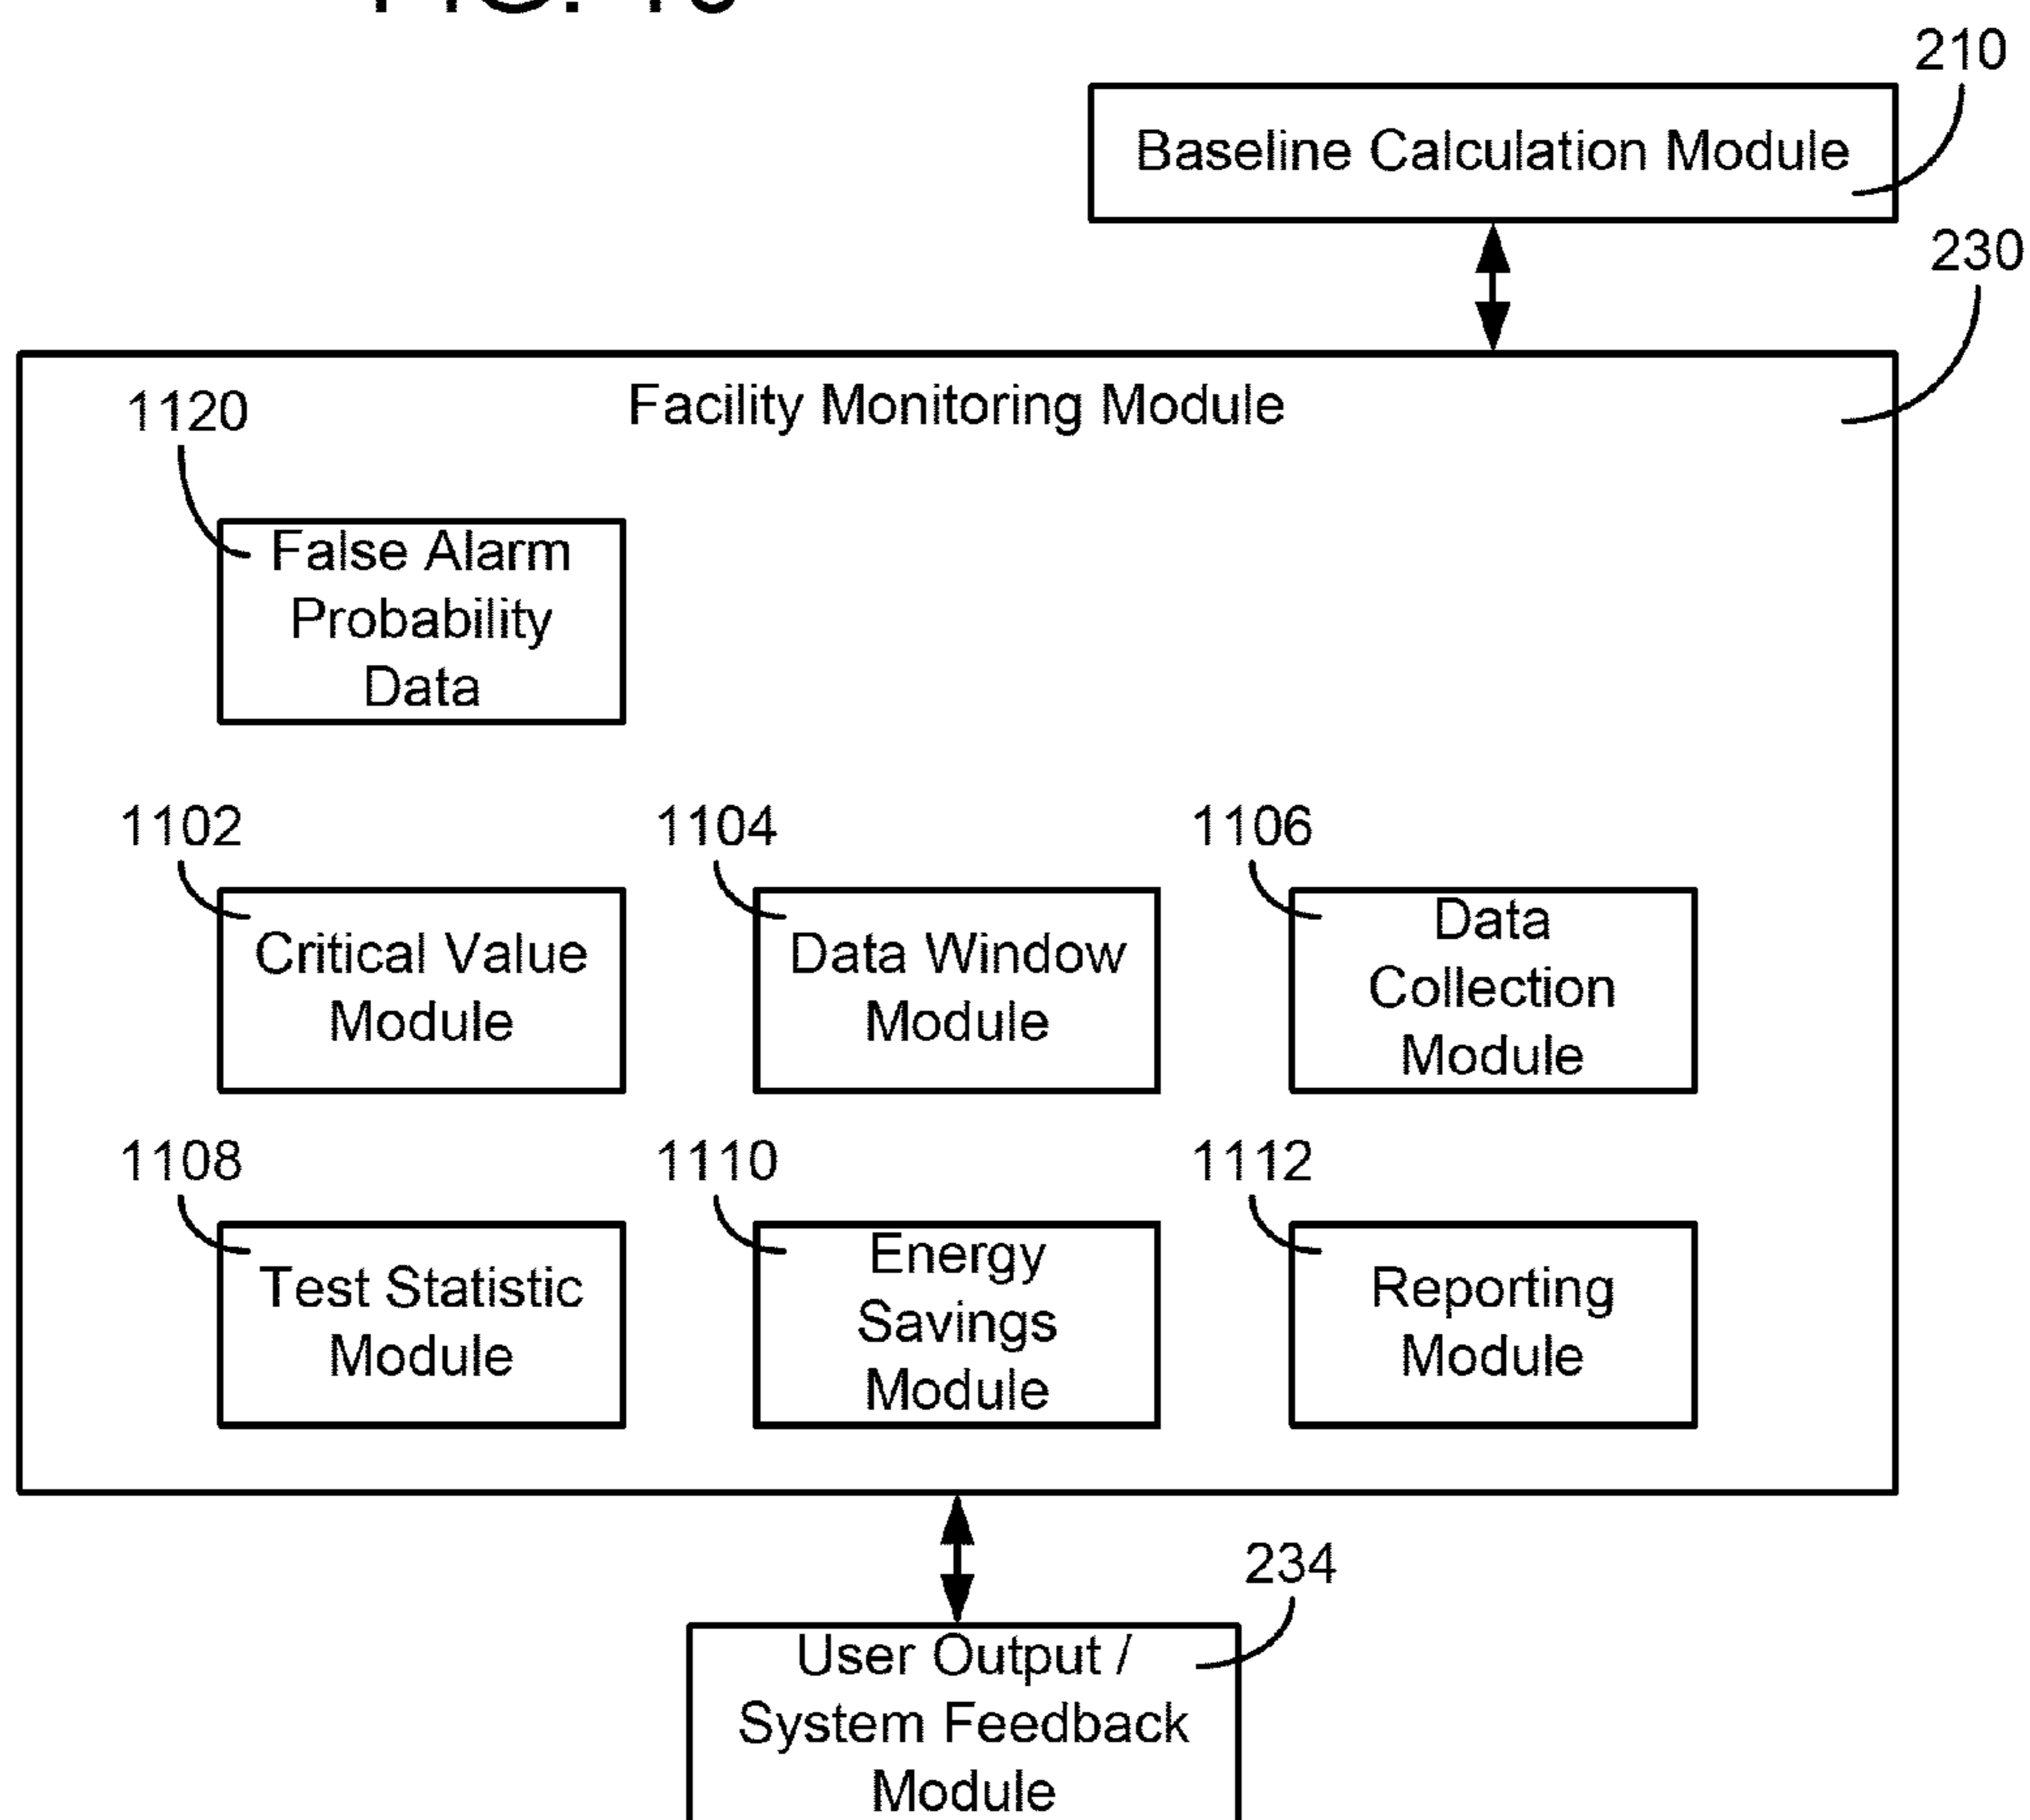 210
Baseline Calculation Module
230
Facility Monitoring Module
1120
False Alarm
Probability
Data
1102
Critical Value
Module
1104
Data Window
Module
1106
Data
Collection
Module
1108
Test Statistic
Module
1110
Energy
Savings
Module
1112
Reporting
Module
234
User Output /
System Feedback
Module